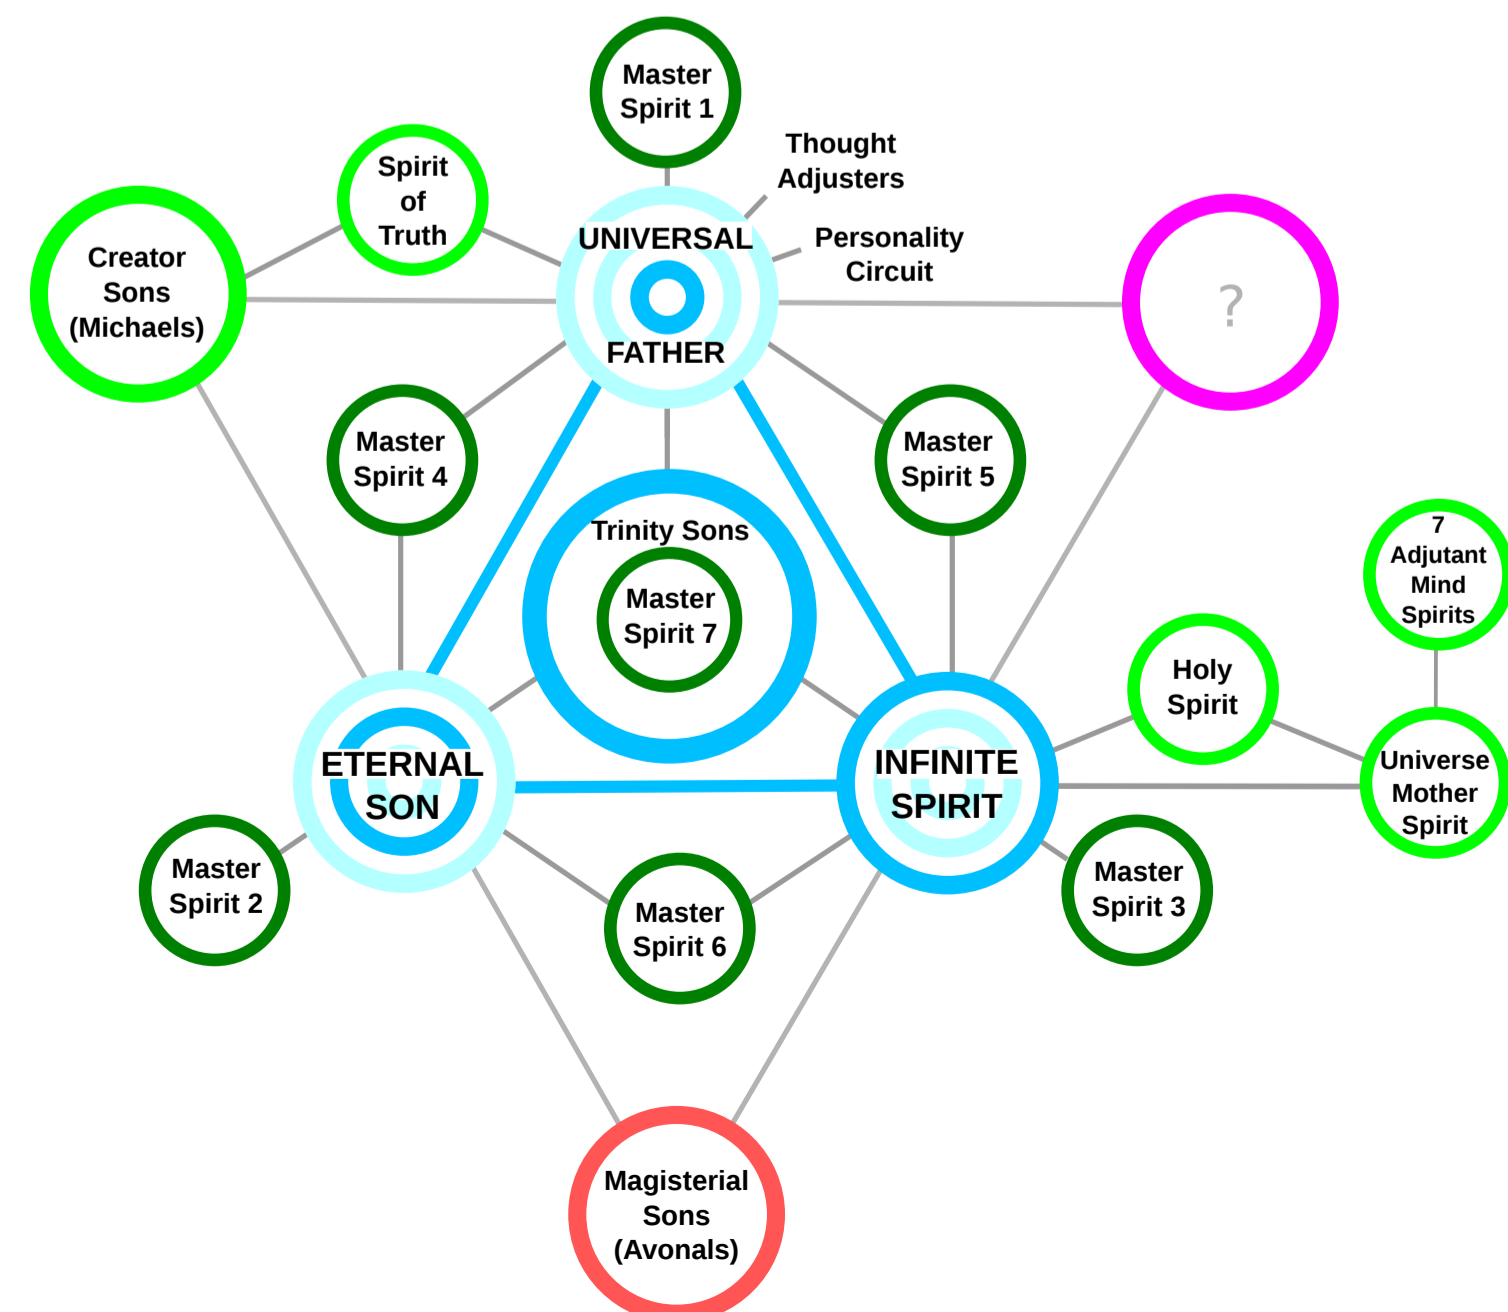 Master
Spirit 1
Thought
Adjusters
Spirit
of
Truth
UNIVERSAL
FATHER
Personality
Circuit
Creator
Sons
(Michaels)
?
Master
Spirit 4
Master
Spirit 5
Trinity Sons
Master
Spirit 7
7
Adjutant
Mind
Spirits
Holy
Spirit
ETERNAL
SON
INFINITE
SPIRIT
Universe
Mother
Spirit
Master
Spirit 2
Master
Spirit 6
Master
Spirit 3
Magisterial
Sons
(Avonals)